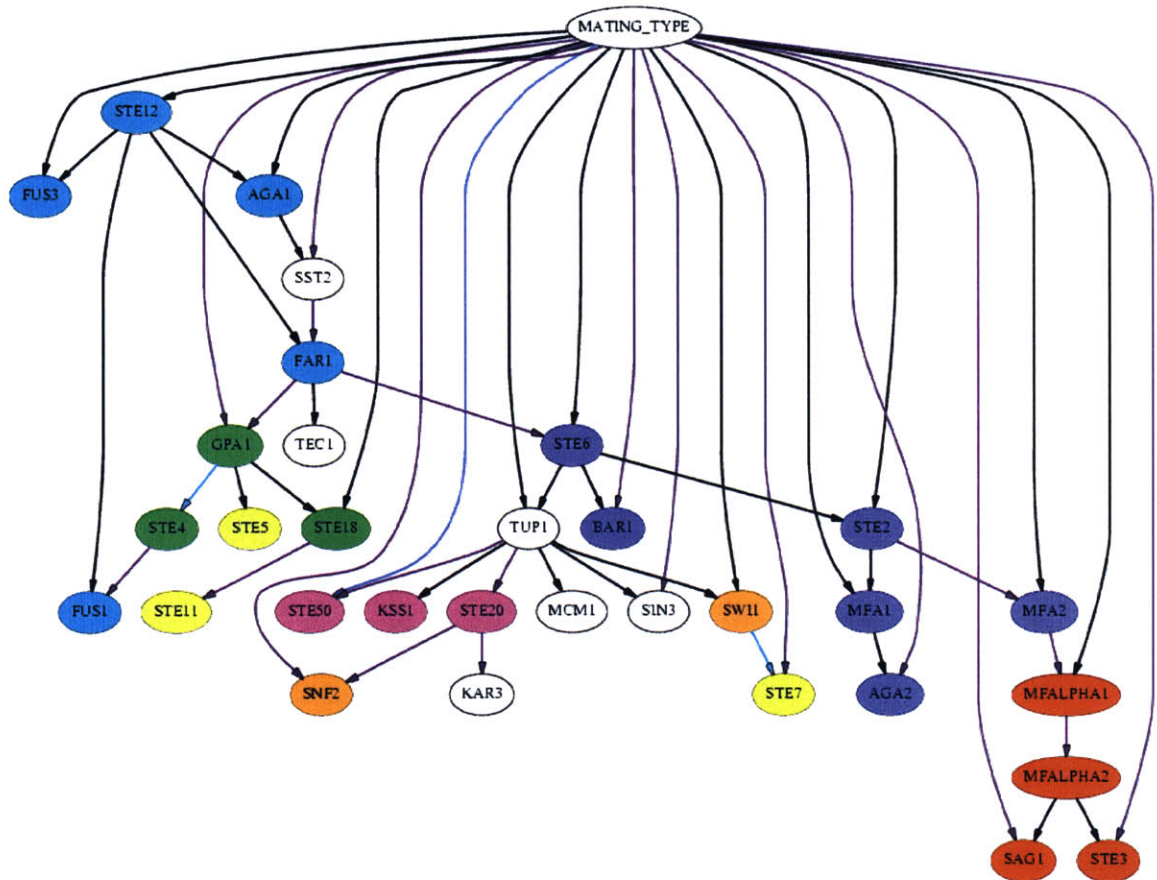 MATING_TYPE
STE12
FUS3
AGA1
SST2
FAR1
GPA1
TEC1
STE6
STE4
STE5
STE18
TUP1
BAR1
STE2
FUS1
STE11
STE50
KSS1
STE20
MCM1
SIN3
SWI1
MFA1
MFA2
SNF2
KAR3
STE7
AGA2
MFALPHA1
MFALPHA2
SAG1
STE3